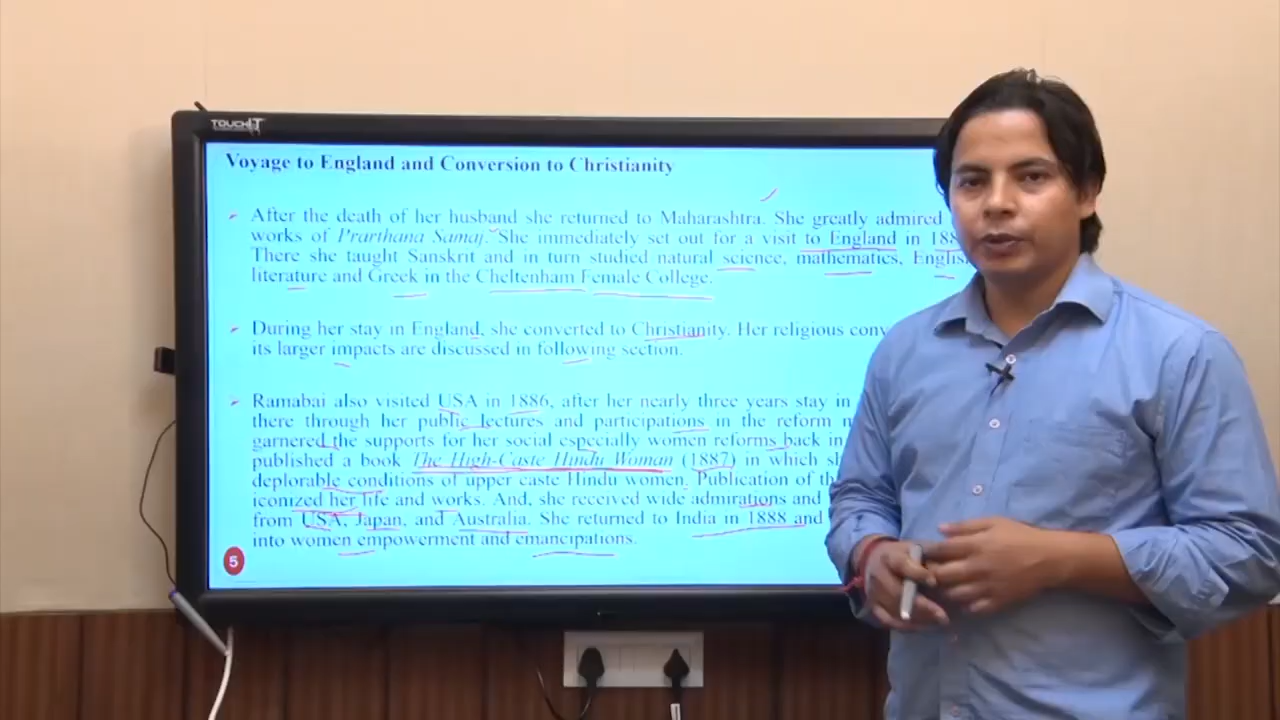 TOUCHIT
Voyage to England and Conversion to Christianity
After the death of her husband she returned to Maharashtra. She greatly admired
works of Prarthana Samaj. She immediately set out for a visit to England in 188
There she taught Sanskrit and in turn studied natural science, mathematics, English
literature and Greek in the Cheltenham Female College.
During her stay in England, she converted to Christianity. Her religious conv
its larger impacts are discussed in following section.
Ramabai also visited USA in 1886, after her nearly three years stay in
there through her public lectures and participations in the reform
garnered the supports for her social especially women reforms back in
published a book The High-Caste Hindu Woman (1887) in which
deplorable conditions of upper caste Hindu women. Publication of
iconized her life and works. And, she received wide admirations and
from USA, Japan, and Australia. She returned to India in 1888 and
into women empowerment and emancipations.
5